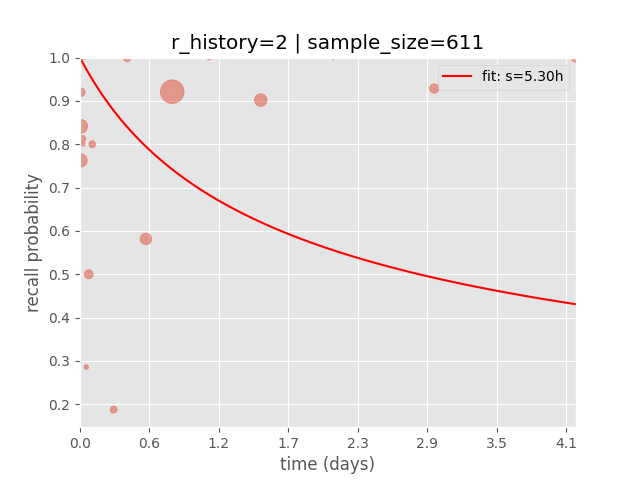 r_history=2 | sample_size=611
fit: s=5.30h
recall probability
1.0
0.9
0.8
0.7
0.6
0.5
0.4
0.3
0.2
0.0 0.6 1.2 1.7 2.3 2.9 3.5 4.1
time (days)